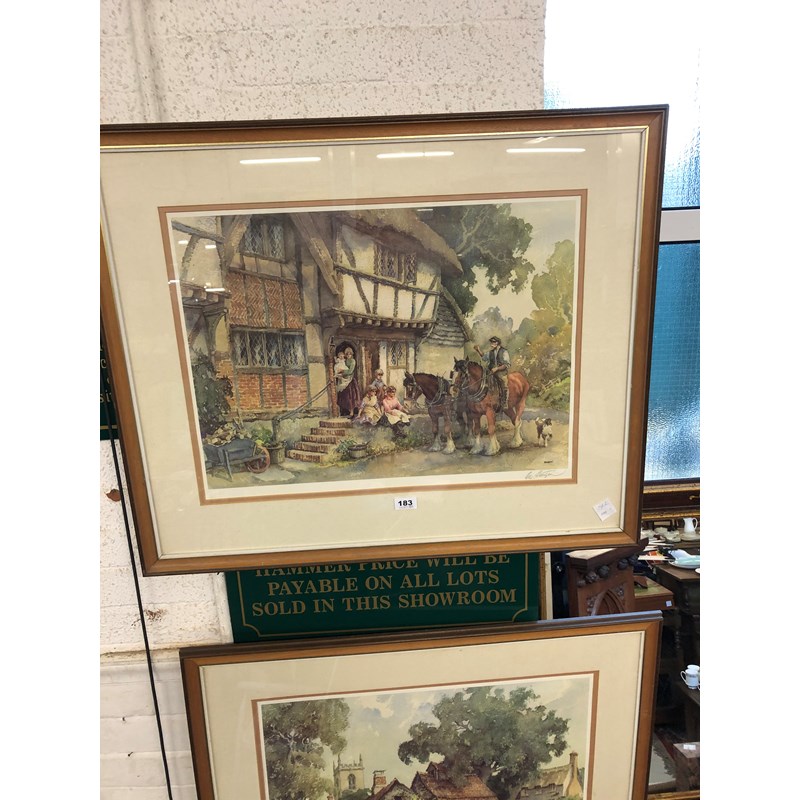 183
HAMMER PRICE WILL BE
PAYABLE ON ALL LOTS
SOLD IN THIS SHOWROOM